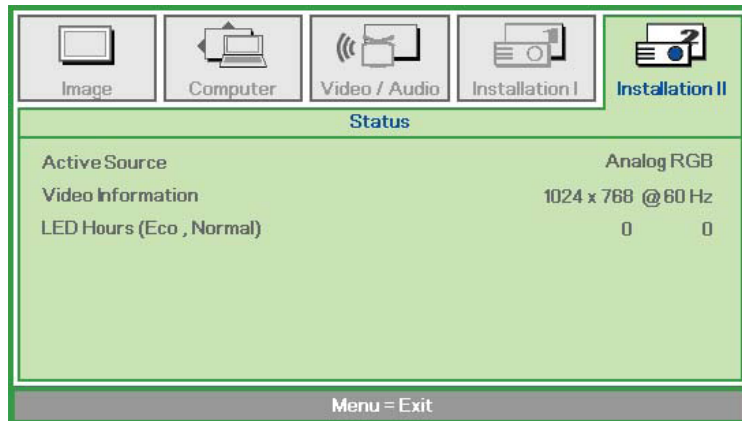 Image Computer Video / Audio Installation I Installation II
Status
Active Source Analog RGB
Video Information 1024 x 768 @ 60 Hz
LED Hours (Eco , Normal) 0 0
Menu = Exit